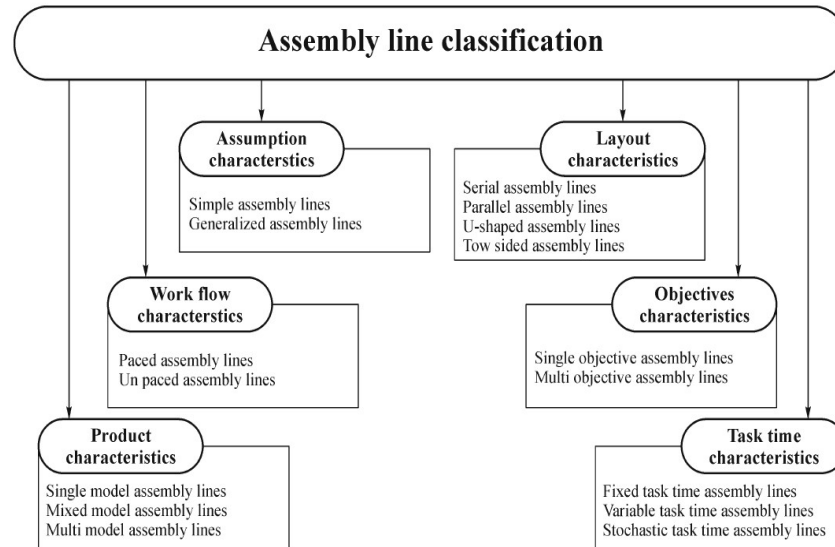 Assembly line classification
Assumption
characterstics
Simple assembly lines
Generalized assembly lines
Layout
characteristics
Serial assembly lines
Parallel assembly lines
U-shaped assembly lines
Tow sided assembly lines
Work flow
characterstics
Paced assembly lines
Un paced assembly lines
Objectives
characteristics
Single objective assembly lines
Multi objective assembly lines
Product
characteristics
Single model assembly lines
Mixed model assembly lines
Multi model assembly lines
Task time
characteristics
Fixed task time assembly lines
Variable task time assembly lines
Stochastic task time assembly lines